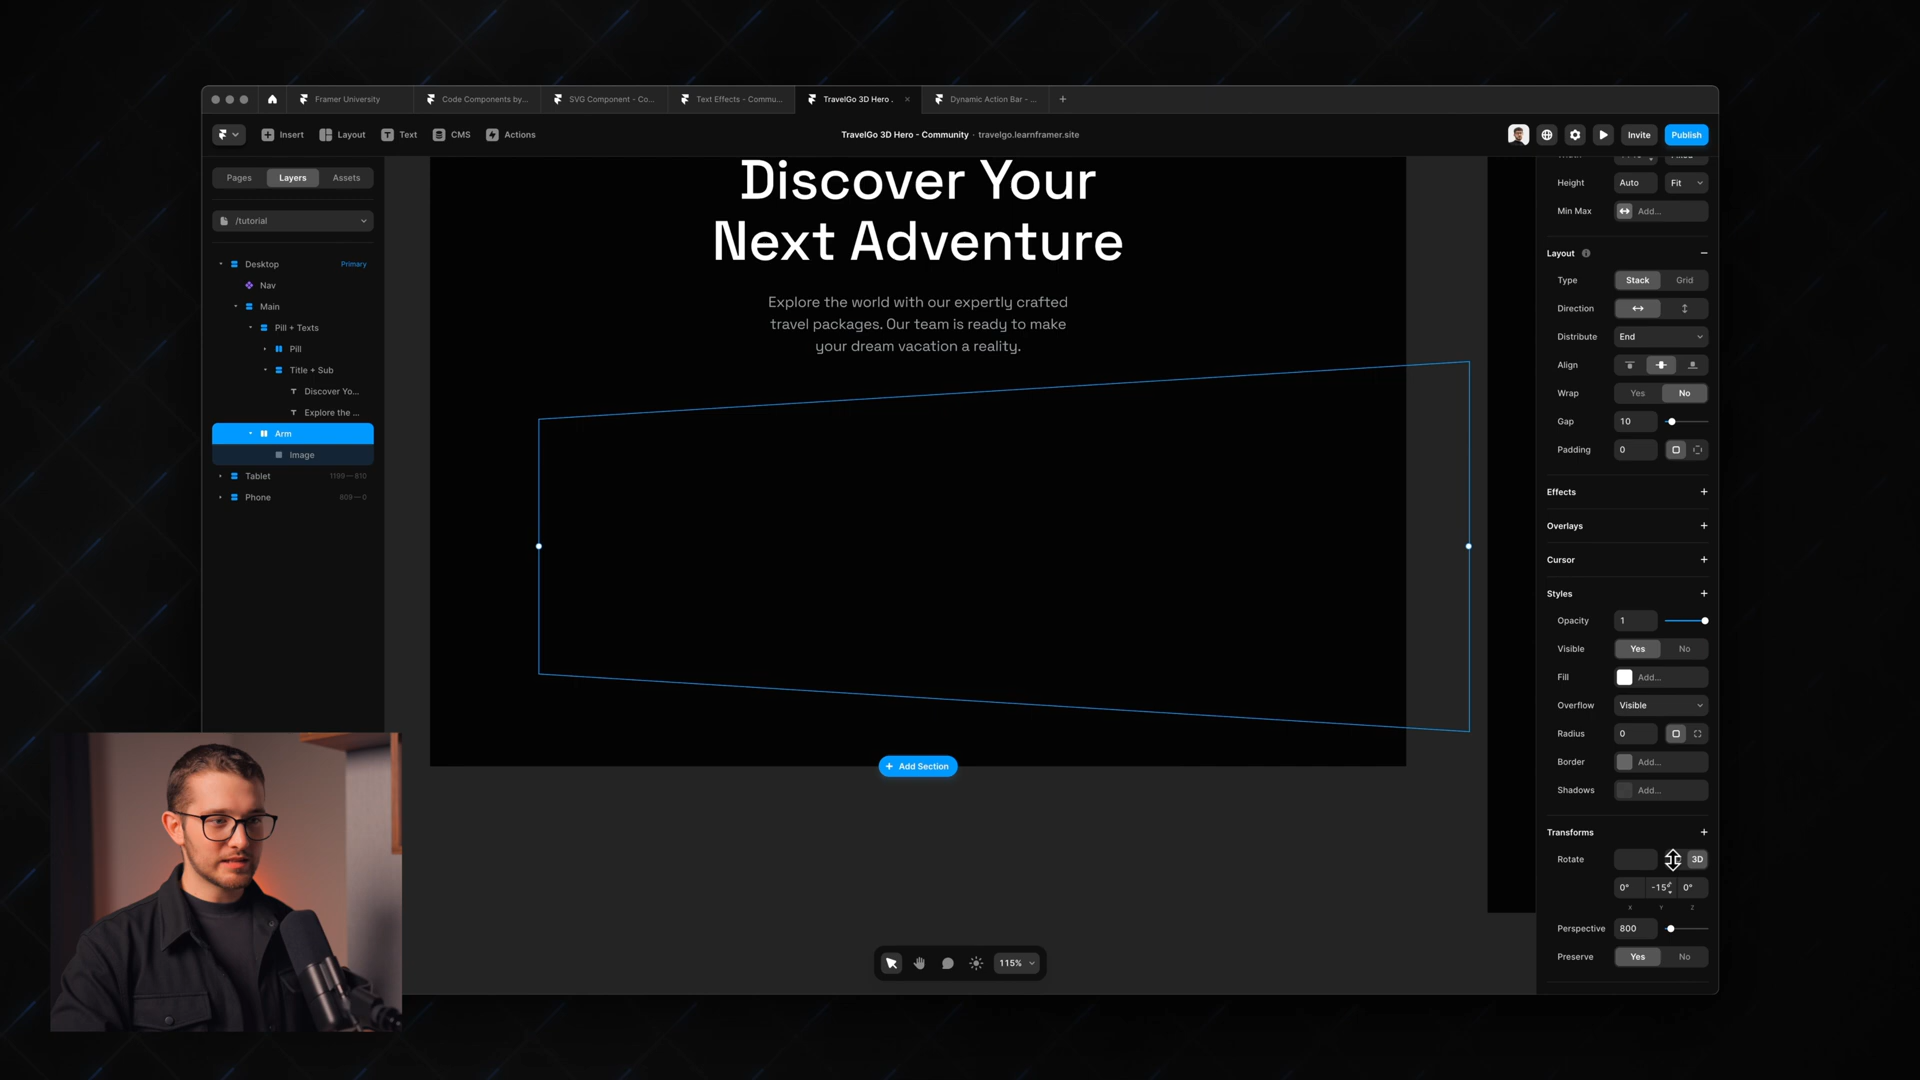 Framer University
Code Components by...
SVG Component - Co...
Text Effects - Commu...
TravelGo 3D Hero .
Dynamic Action Bar - ...
Insert
Layout
Text
CMS
Actions
TravelGo 3D Hero - Community · travelgo.learnframer.site
Invite
Publish
Pages
Layers
Assets
/tutorial
Desktop
Primary
Nav
Main
Pill + Texts
Pill
Title + Sub
Discover Yo...
Explore the ...
Arm
Image
Tablet
1199—810
Phone
809—0
Discover Your
Next Adventure
Explore the world with our expertly crafted
travel packages. Our team is ready to make
your dream vacation a reality.
+ Add Section
115%
Height
Auto
Fit
Min Max
Add...
Layout
Type
Stack
Grid
Direction
Distribute
End
Align
Wrap
Yes
No
Gap
10
Padding
0
Effects
Overlays
Cursor
Styles
Opacity
1
Visible
Yes
No
Fill
Add...
Overflow
Visible
Radius
0
Border
Add...
Shadows
Add...
Transforms
Rotate
3D
0°
-15°
0°
X
Y
Z
Perspective
800
Preserve
Yes
No